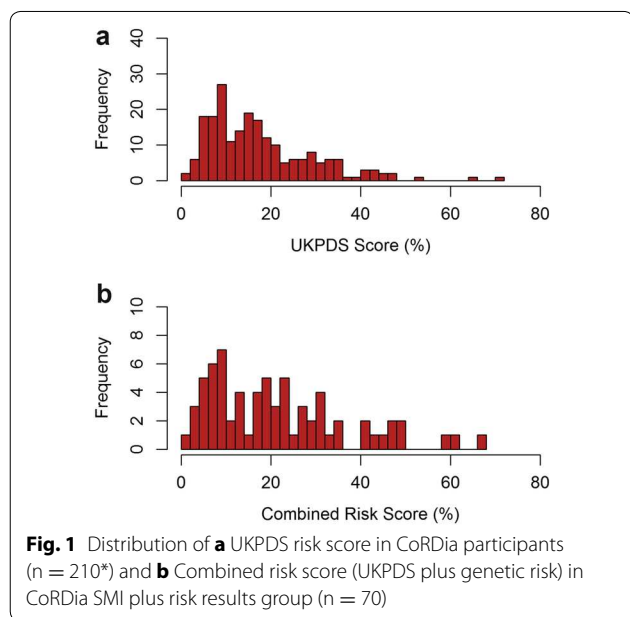 a
40
30
20
10
0
Frequency
0 20 40 60 80
UKPDS Score (%)
b
10
8
6
4
2
0
Frequency
0 20 40 60 80
Combined Risk Score (%)
Fig. 1 Distribution of a UKPDS risk score in CoRDia participants
(n = 210*) and b Combined risk score (UKPDS plus genetic risk) in
CoRDia SMI plus risk results group (n = 70)